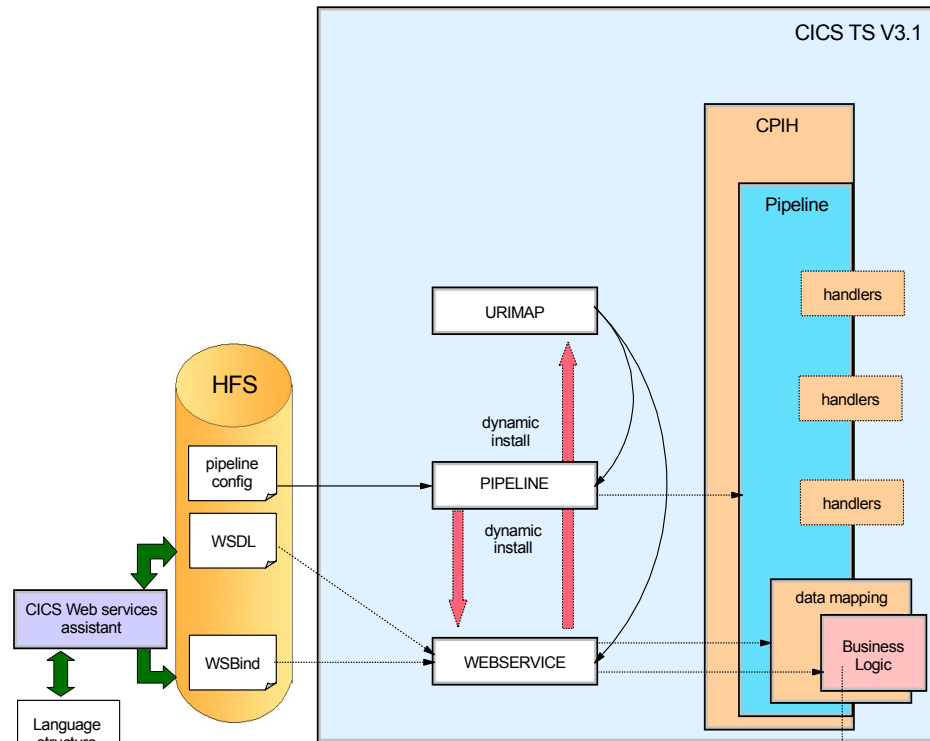 CICS TS V3.1
CPIH
Pipeline
handlers
URIMAP
HFS
handlers
dynamic
install
pipeline
config
PIPELINE
handlers
WSDL
dynamic
install
CICS Web services
assistant
data mapping
WSBind
WEBSERVICE
Business
Logic
Language
structure